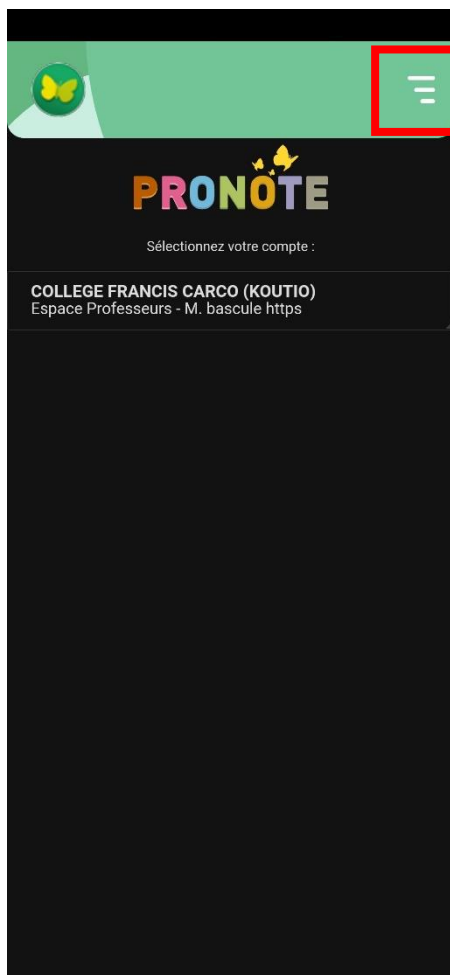 PRONOTE
Sélectionnez votre compte :
COLLEGE FRANCIS CARCO (KOUTIO)
Espace Professeurs - M. bascule https